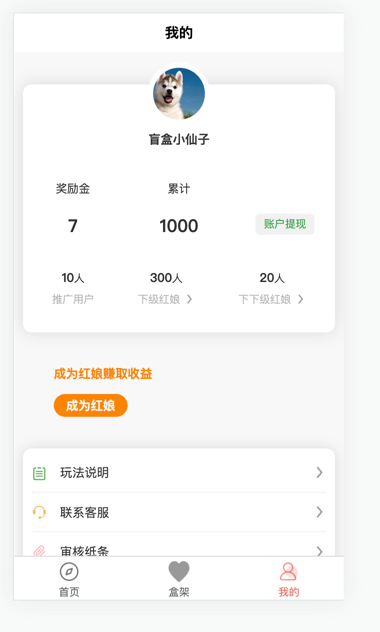 我的
盲盒小仙子
奖励金 累计
7 1000 账户提现
10人 300人 20人
推广用户 下级红娘 下下级红娘
成为红娘赚取收益
成为红娘
玩法说明
联系客服
审核纸条
首页 盒架 我的